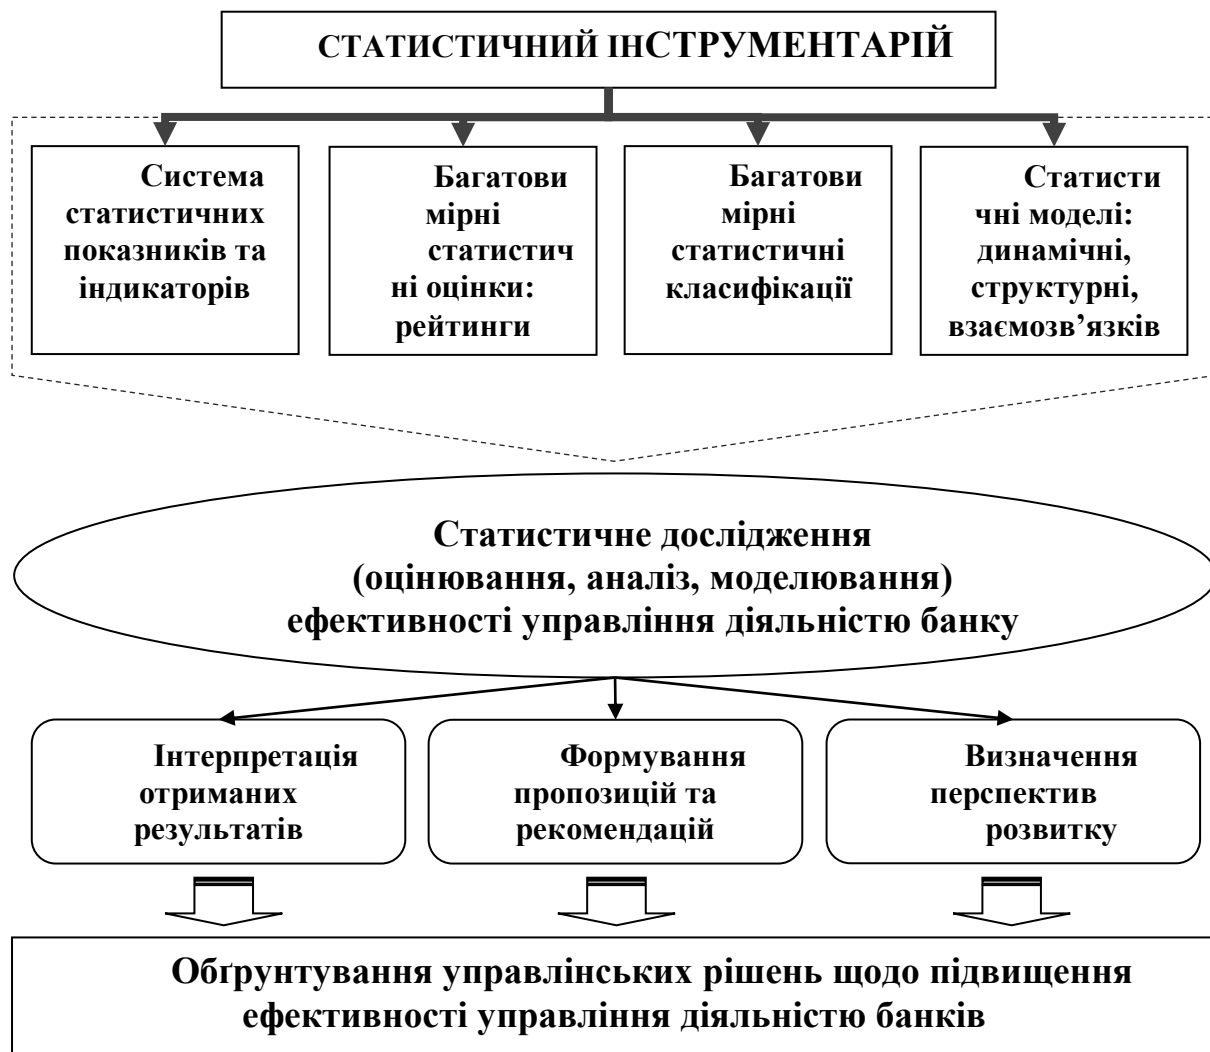 СТАТИСТИЧНИЙ ІНСТРУМЕНТАРІЙ
Система
статистичних
показників та
індикаторів
Багатови
мірні
статистич
ні оцінки:
рейтинги
Багатови
мірні
статистичні
класифікації
Статисти
чні моделі:
динамічні,
структурні,
взаємозв’язків
Статистичне дослідження
(оцінювання, аналіз, моделювання)
ефективності управління діяльністю банку
Інтерпретація
отриманих
результатів
Формування
пропозицій та
рекомендацій
Визначення
перспектив
розвитку
Обґрунтування управлінських рішень щодо підвищення
ефективності управління діяльністю банків